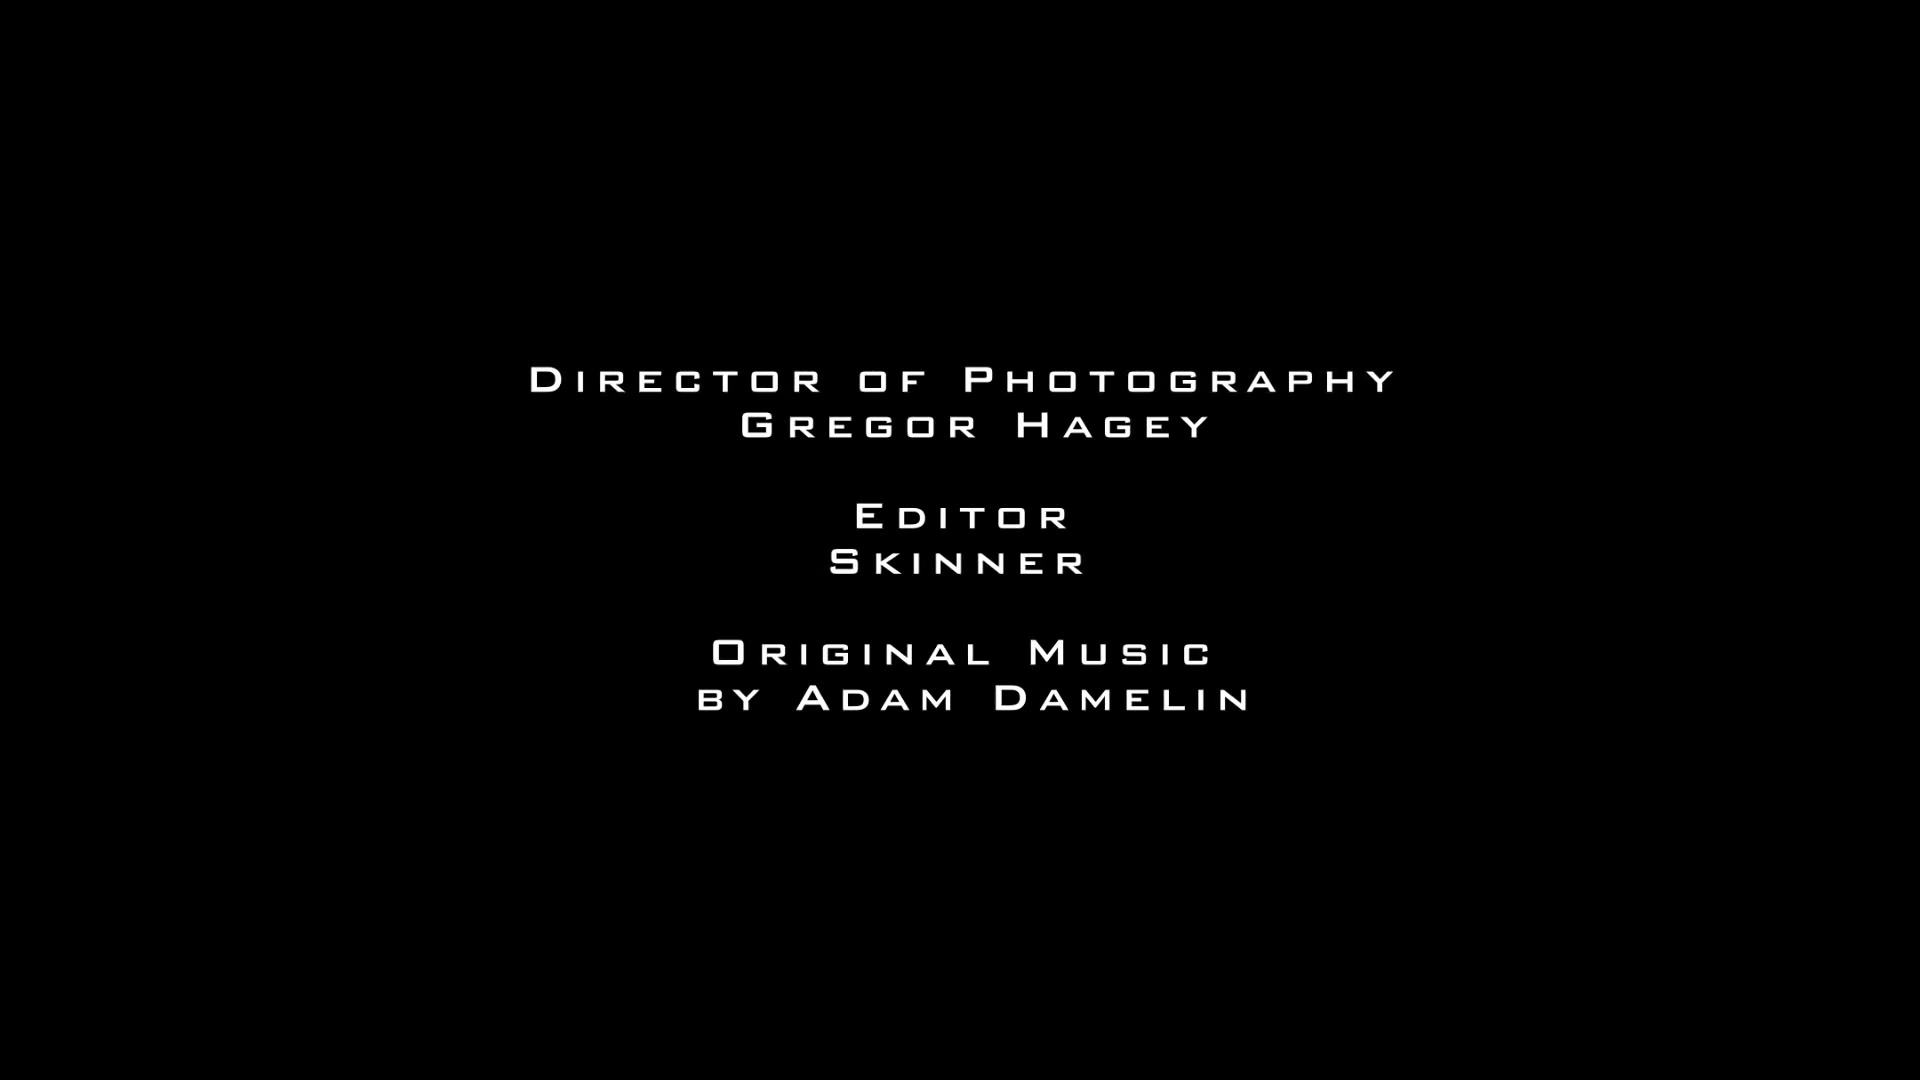 Director of Photography
Gregor Hagey
Editor
Skinner
Original Music
by Adam Damelin